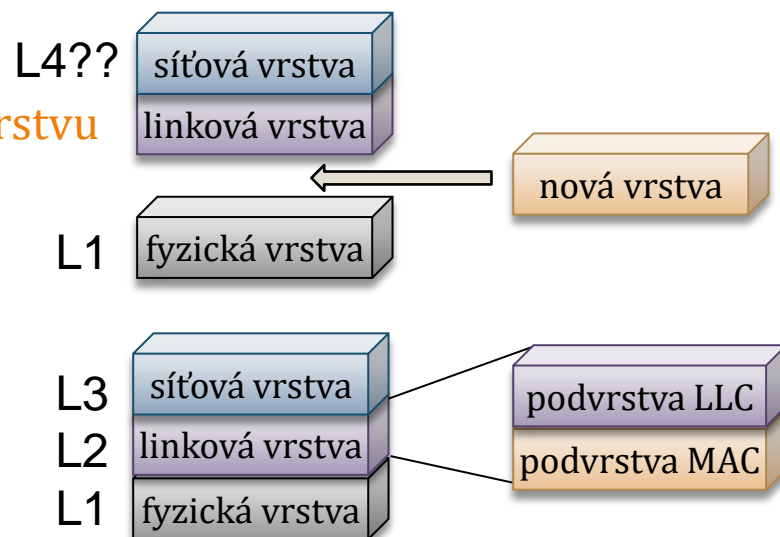 L4??
síťová vrstva
rstvu
linková vrstva
nová vrstva
L1
fyzická vrstva
L3
síťová vrstva
podvrstva LLC
L2
linková vrstva
podvrstva MAC
L1
fyzická vrstva